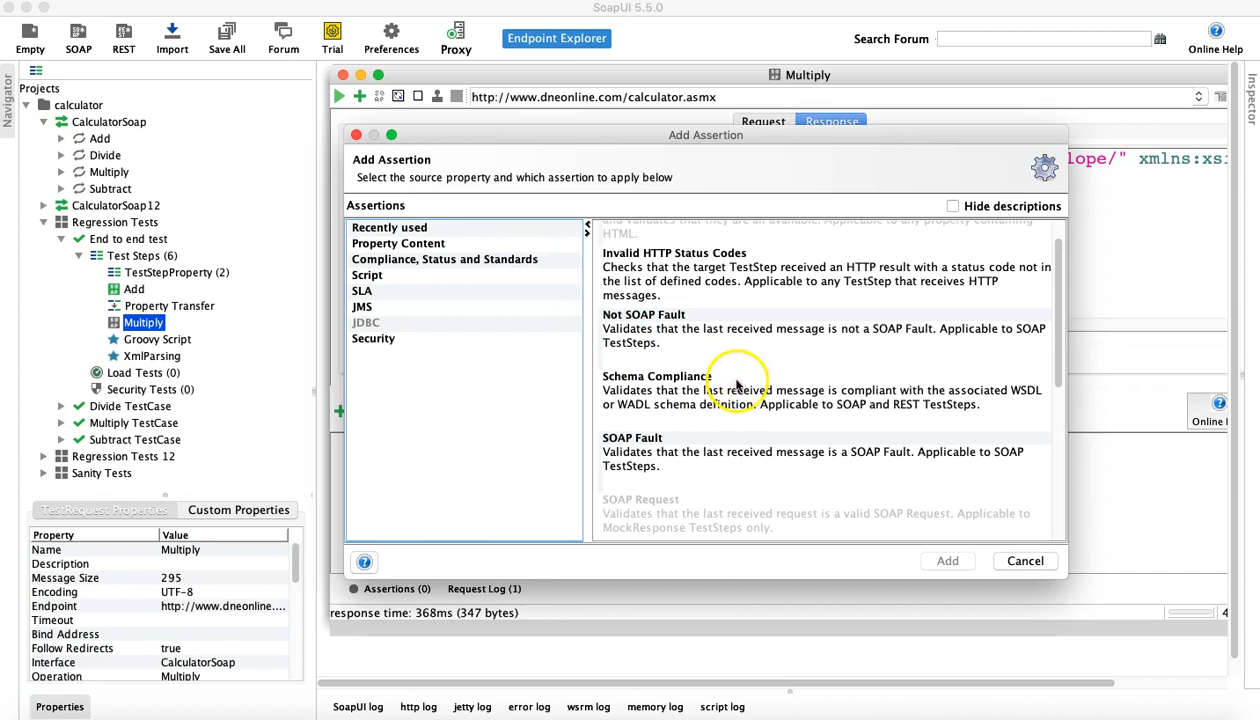 SoapUI 5.5.0
Empty
SOAP
REST
Import
Save All
Forum
Trial
Preferences
Proxy
Endpoint Explorer
Search Forum
Online Help
Navigator
Projects
calculator
CalculatorSoap
Add
Divide
Multiply
Subtract
CalculatorSoap12
Regression Tests
End to end test
Test Steps (6)
TestStepProperty (2)
Add
Property Transfer
Multiply
Groovy Script
XmlParsing
Load Tests (0)
Security Tests (0)
Divide TestCase
Multiply TestCase
Subtract TestCase
Regression Tests 12
Sanity Tests
TestRequest Properties
Custom Properties
Property Value
Name Multiply
Description
Message Size 295
Encoding UTF-8
Endpoint http://www.dneonline....
Timeout
Bind Address
Follow Redirects true
Interface CalculatorSoap
Operation Multiply
Properties
Multiply
http://www.dneonline.com/calculator.asmx
Request
Response
lope/" xmlns:xsi
Inspector
Add Assertion
Add Assertion
Select the source property and which assertion to apply below
Assertions
Hide descriptions
Recently used
Property Content
Compliance, Status and Standards
Script
SLA
JMS
JDBC
Security
and validates that they are an available. Applicable to any property containing
HTML.
Invalid HTTP Status Codes
Checks that the target TestStep received an HTTP result with a status code not in
the list of defined codes. Applicable to any TestStep that receives HTTP
messages.
Not SOAP Fault
Validates that the last received message is not a SOAP Fault. Applicable to SOAP
TestSteps.
Schema Compliance
Validates that the last received message is compliant with the associated WSDL
or WADL schema definition. Applicable to SOAP and REST TestSteps.
SOAP Fault
Validates that the last received message is a SOAP Fault. Applicable to SOAP
TestSteps.
SOAP Request
Validates that the last received request is a valid SOAP Request. Applicable to
MockResponse TestSteps only.
Add
Cancel
Online
Assertions (0)
Request Log (1)
response time: 368ms (347 bytes)
4
SoapUI log
http log
jetty log
error log
wsrm log
memory log
script log